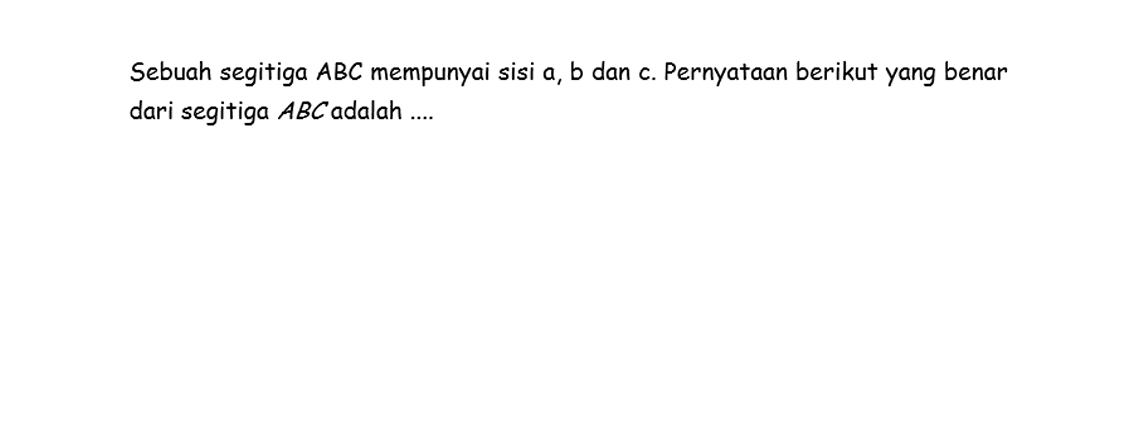 Sebuah segitiga ABC mempunyai sisi a, b dan c. Pernyataan berikut yang benar
dari segitiga ABC adalah ....